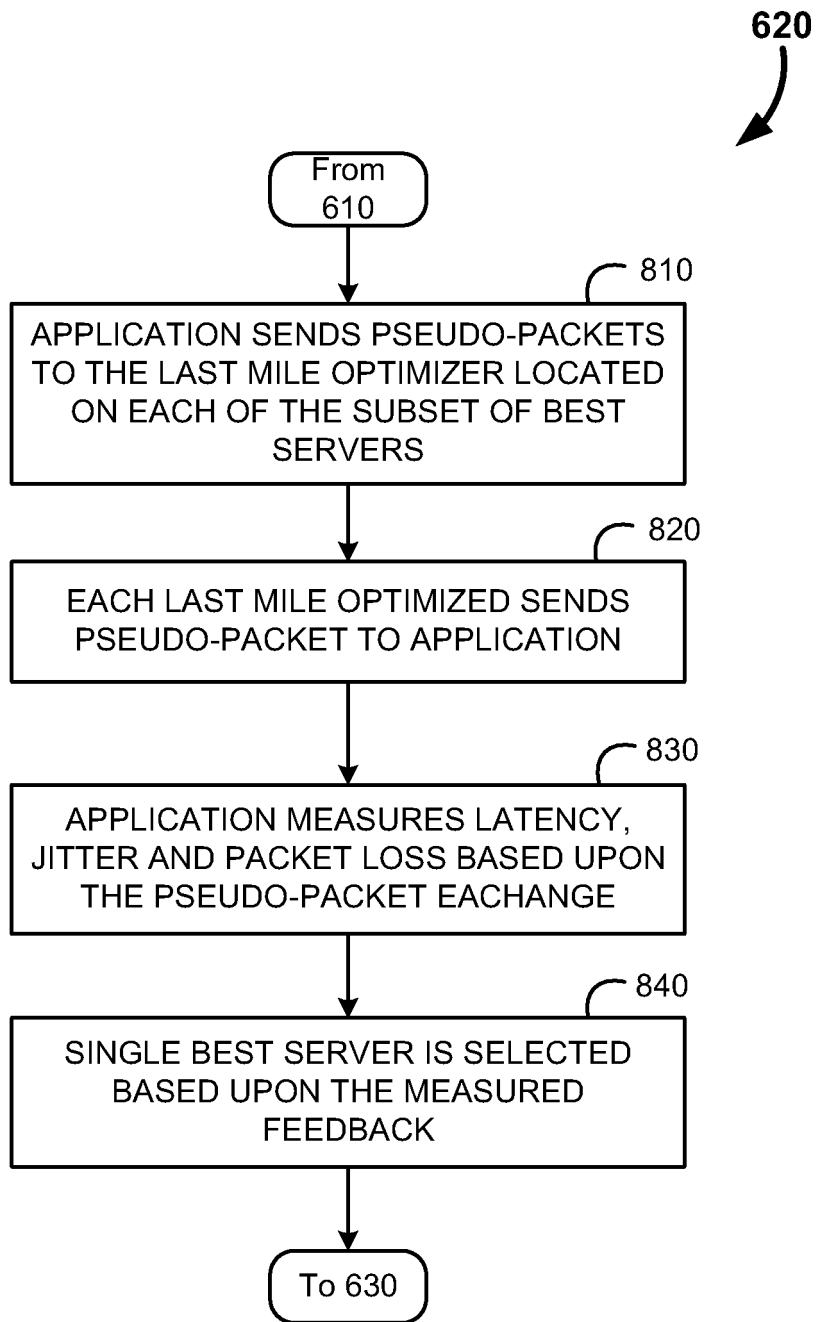 620
From
610
810
APPLICATION SENDS PSEUDO-PACKETS
TO THE LAST MILE OPTIMIZER LOCATED
ON EACH OF THE SUBSET OF BEST
SERVERS
820
EACH LAST MILE OPTIMIZED SENDS
PSEUDO-PACKET TO APPLICATION
830
APPLICATION MEASURES LATENCY,
JITTER AND PACKET LOSS BASED UPON
THE PSEUDO-PACKET EACHANGE
840
SINGLE BEST SERVER IS SELECTED
BASED UPON THE MEASURED
FEEDBACK
To 630